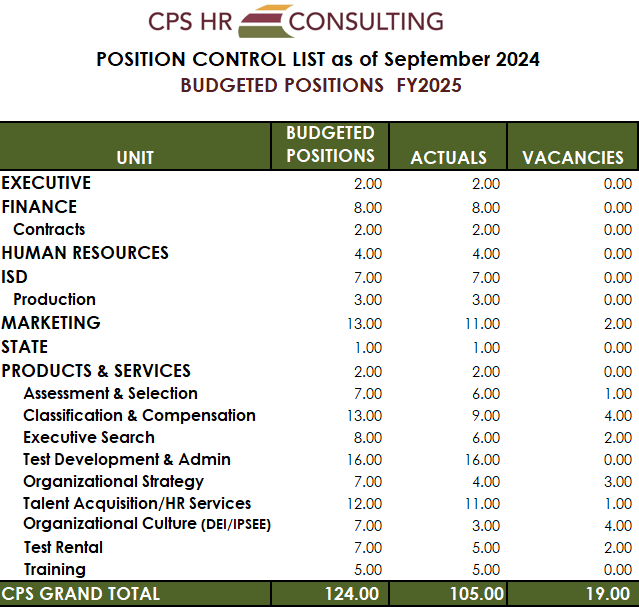 CPS HR CONSULTING
POSITION CONTROL LIST as of September 2024
BUDGETED POSITIONS FY2025
UNIT BUDGETED POSITIONS ACTUALS VACANCIES
EXECUTIVE 2.00 2.00 0.00
FINANCE 8.00 8.00 0.00
Contracts 2.00 2.00 0.00
HUMAN RESOURCES 4.00 4.00 0.00
ISD 7.00 7.00 0.00
Production 3.00 3.00 0.00
MARKETING 13.00 11.00 2.00
STATE 1.00 1.00 0.00
PRODUCTS & SERVICES 2.00 2.00 0.00
Assessment & Selection 7.00 6.00 1.00
Classification & Compensation 13.00 9.00 4.00
Executive Search 8.00 6.00 2.00
Test Development & Admin 16.00 16.00 0.00
Organizational Strategy 7.00 4.00 3.00
Talent Acquisition/HR Services 12.00 11.00 1.00
Organizational Culture (DEI/IPSEE) 7.00 3.00 4.00
Test Rental 7.00 5.00 2.00
Training 5.00 5.00 0.00
CPS GRAND TOTAL 124.00 105.00 19.00